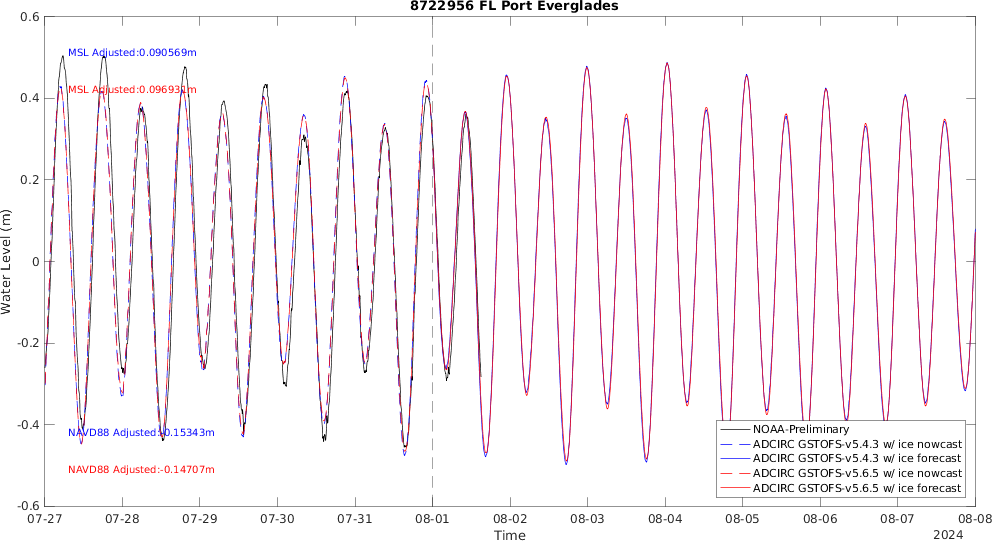 8722956 FL Port Everglades
0.6
0.4
0.2
0
-0.2
-0.4
-0.6
Water Level (m)
MSL Adjusted:0.090569m
MSL Adjusted:0.096931m
NAVD88 Adjusted:-0.15343m
NAVD88 Adjusted:-0.14707m
NOAA-Preliminary
ADCIRC GSTOFS-v5.4.3 w/ ice nowcast
ADCIRC GSTOFS-v5.4.3 w/ ice forecast
ADCIRC GSTOFS-v5.6.5 w/ ice nowcast
ADCIRC GSTOFS-v5.6.5 w/ ice forecast
07-27 07-28 07-29 07-30 07-31 08-01 08-02 08-03 08-04 08-05 08-06 08-07 08-08
Time
2024